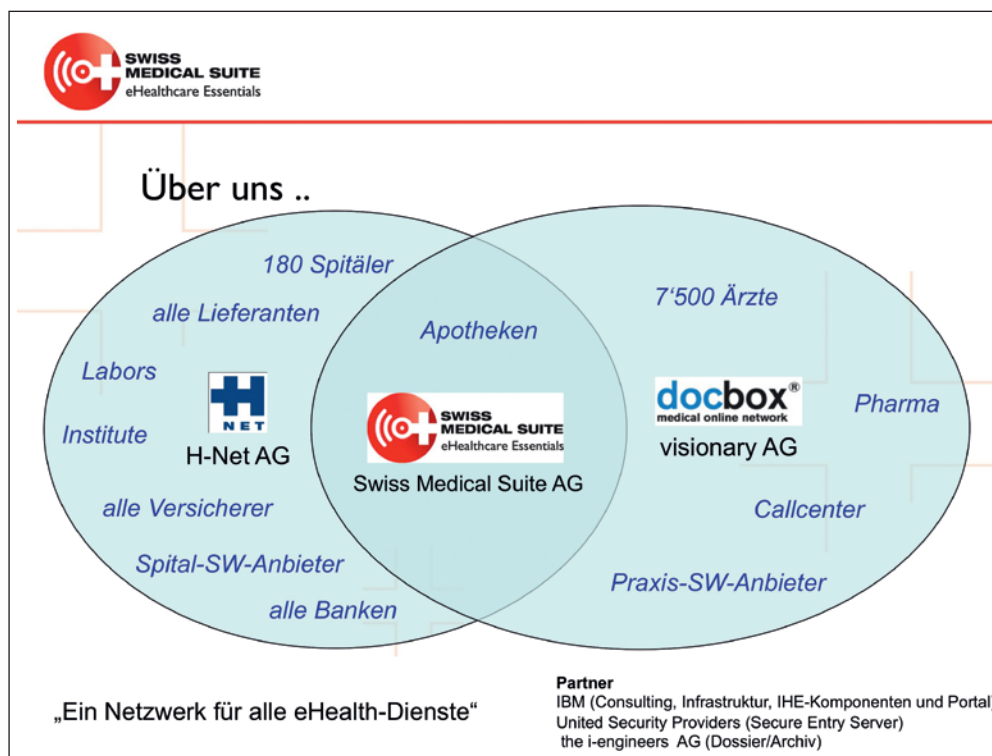 SWISS
MEDICAL SUITE
eHealthcare Essentials
Über uns ..
180 Spitäler
7‘500 Ärzte
alle Lieferanten
Apotheken
Labors
H
NET
SWISS
MEDICAL SUITE
eHealthcare Essentials
docbox®
medical online network
Pharma
Institute
H-Net AG
Swiss Medical Suite AG
visionary AG
alle Versicherer
Callcenter
Spital-SW-Anbieter
Praxis-SW-Anbieter
alle Banken
„Ein Netzwerk für alle eHealth-Dienste“
Partner
IBM (Consulting, Infrastruktur, IHE-Komponenten und Portal)
United Security Providers (Secure Entry Server)
the i-engineers AG (Dossier/Archiv)